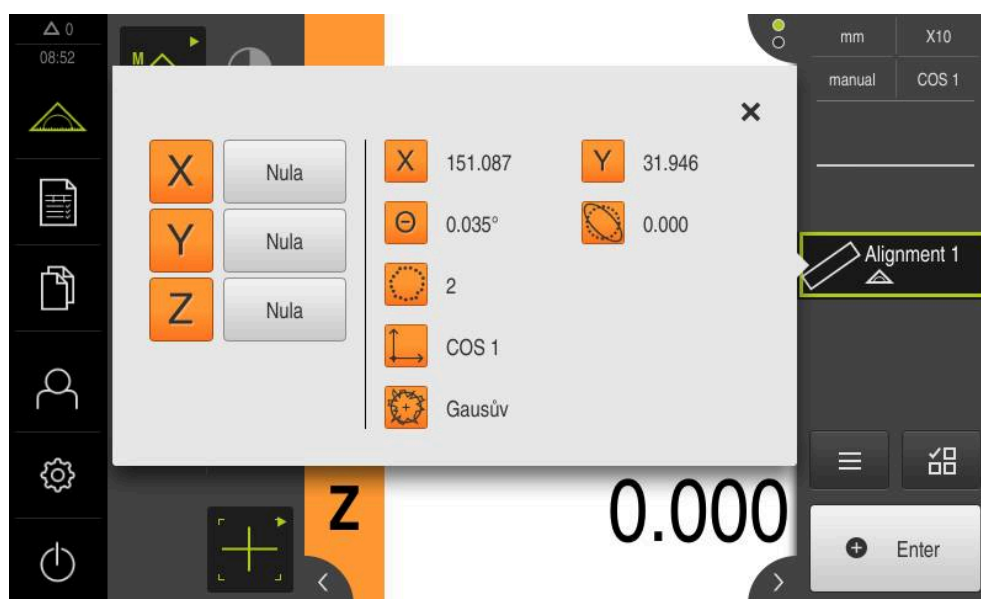 0
08:52
M
mm X10
manual COS 1
X Nula X 151.087 Y 31.946
Y Nula Θ 0.035° 0.000
Z Nula 2
COS 1
Gausův
Alignment 1
Z 0.000
Enter